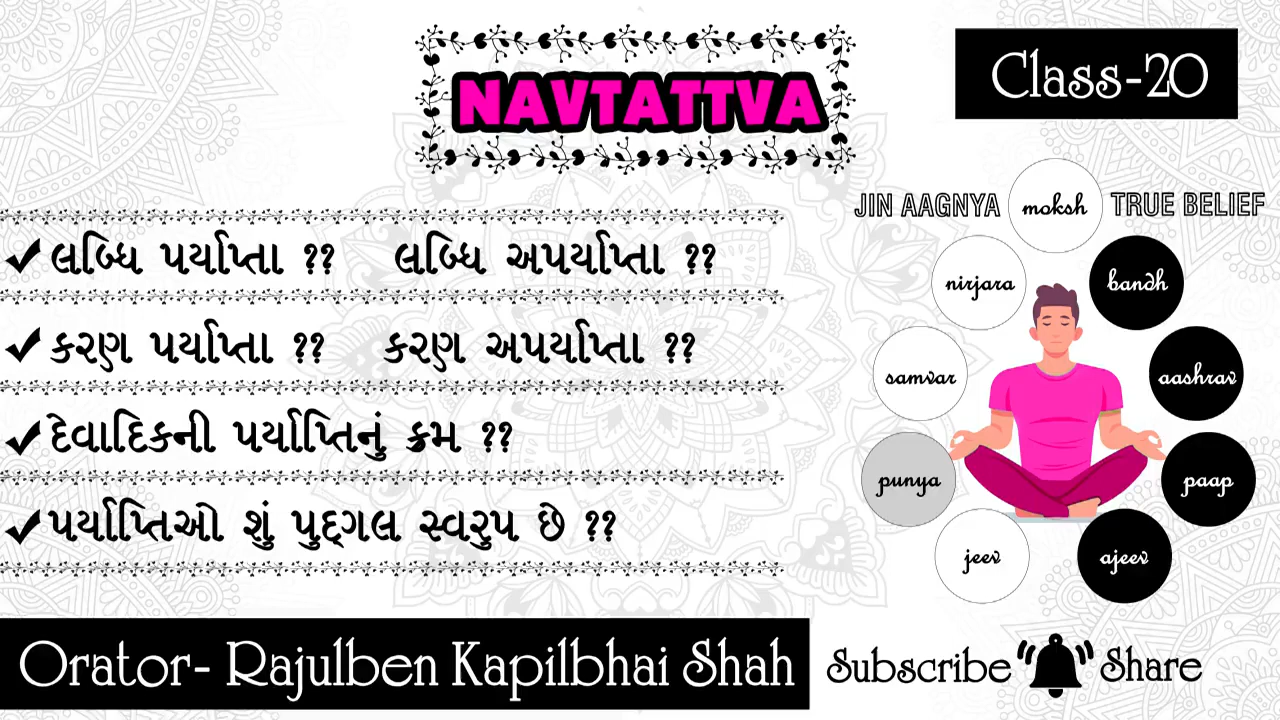 NAVTATTVA
Class-20
JIN AAGNYA
TRUE BELIEF
moksh
nirjara
bandh
samvar
aashrav
punya
paap
jeev
ajeev
લબ્ધિ પર્યાપ્તા ?? લબ્ધિ અપર્યાપ્તા ??
કરણ પર્યાપ્તા ?? કરણ અપર્યાપ્તા ??
દેવાદિકની પર્યાપ્તિનું ક્રમ ??
પર્યાપ્તિઓ શું પુદ્ગલ સ્વરુપ છે ??
Orator- Rajulben Kapilbhai Shah
Subscribe Share